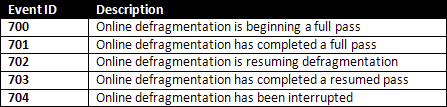 Event ID Description
700 Online defragmentation is beginning a full pass
701 Online defragmentation has completed a full pass
702 Online defragmentation is resuming defragmentation
703 Online defragmentation has completed a resumed pass
704 Online defragmentation has been interrupted